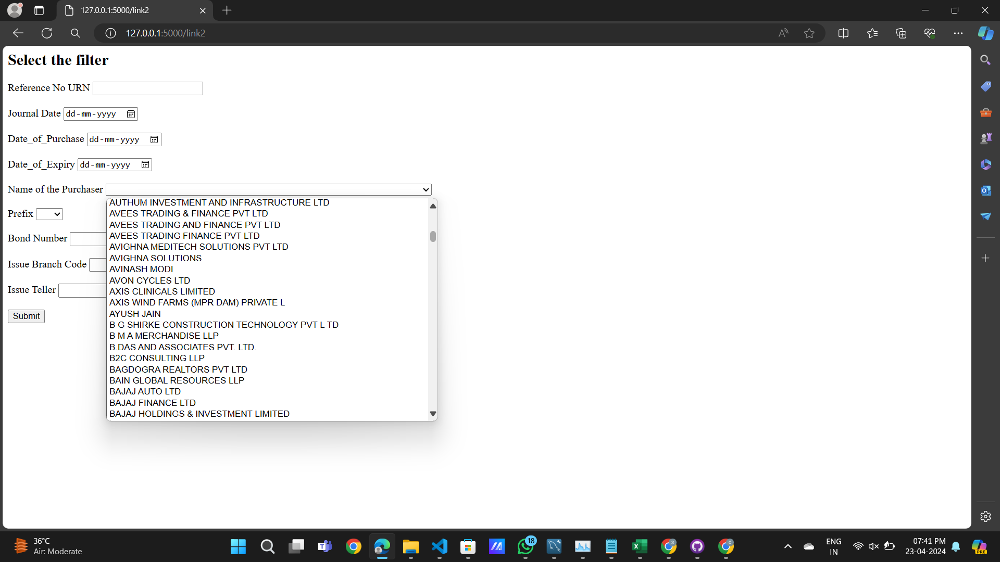 127.0.0.1:5000/link2
127.0.0.1:5000/link2
Select the filter
Reference No URN
Journal Date dd-mm-yyyy
Date_of_Purchase dd-mm-yyyy
Date_of_Expiry dd-mm-yyyy
Name of the Purchaser
AUTHUM INVESTMENT AND INFRASTRUCTURE LTD
AVEES TRADING & FINANCE PVT LTD
AVEES TRADING AND FINANCE PVT LTD
AVEES TRADING FINANCE PVT LTD
AVIGHNA MEDITECH SOLUTIONS PVT LTD
AVIGHNA SOLUTIONS
AVINASH MODI
AVON CYCLES LTD
AXIS CLINICALS LIMITED
AXIS WIND FARMS (MPR DAM) PRIVATE L
AYUSH JAIN
B G SHIRKE CONSTRUCTION TECHNOLOGY PVT L TD
B M A MERCHANDISE LLP
B.DAS AND ASSOCIATES PVT. LTD.
B2C CONSULTING LLP
BAGDOGRA REALTORS PVT LTD
BAIN GLOBAL RESOURCES LLP
BAJAJ AUTO LTD
BAJAJ FINANCE LTD
BAJAJ HOLDINGS & INVESTMENT LIMITED
Prefix
Bond Number
Issue Branch Code
Issue Teller
Submit
36°C
Air: Moderate
18
ENG
IN
07:41 PM
23-04-2024
PRE